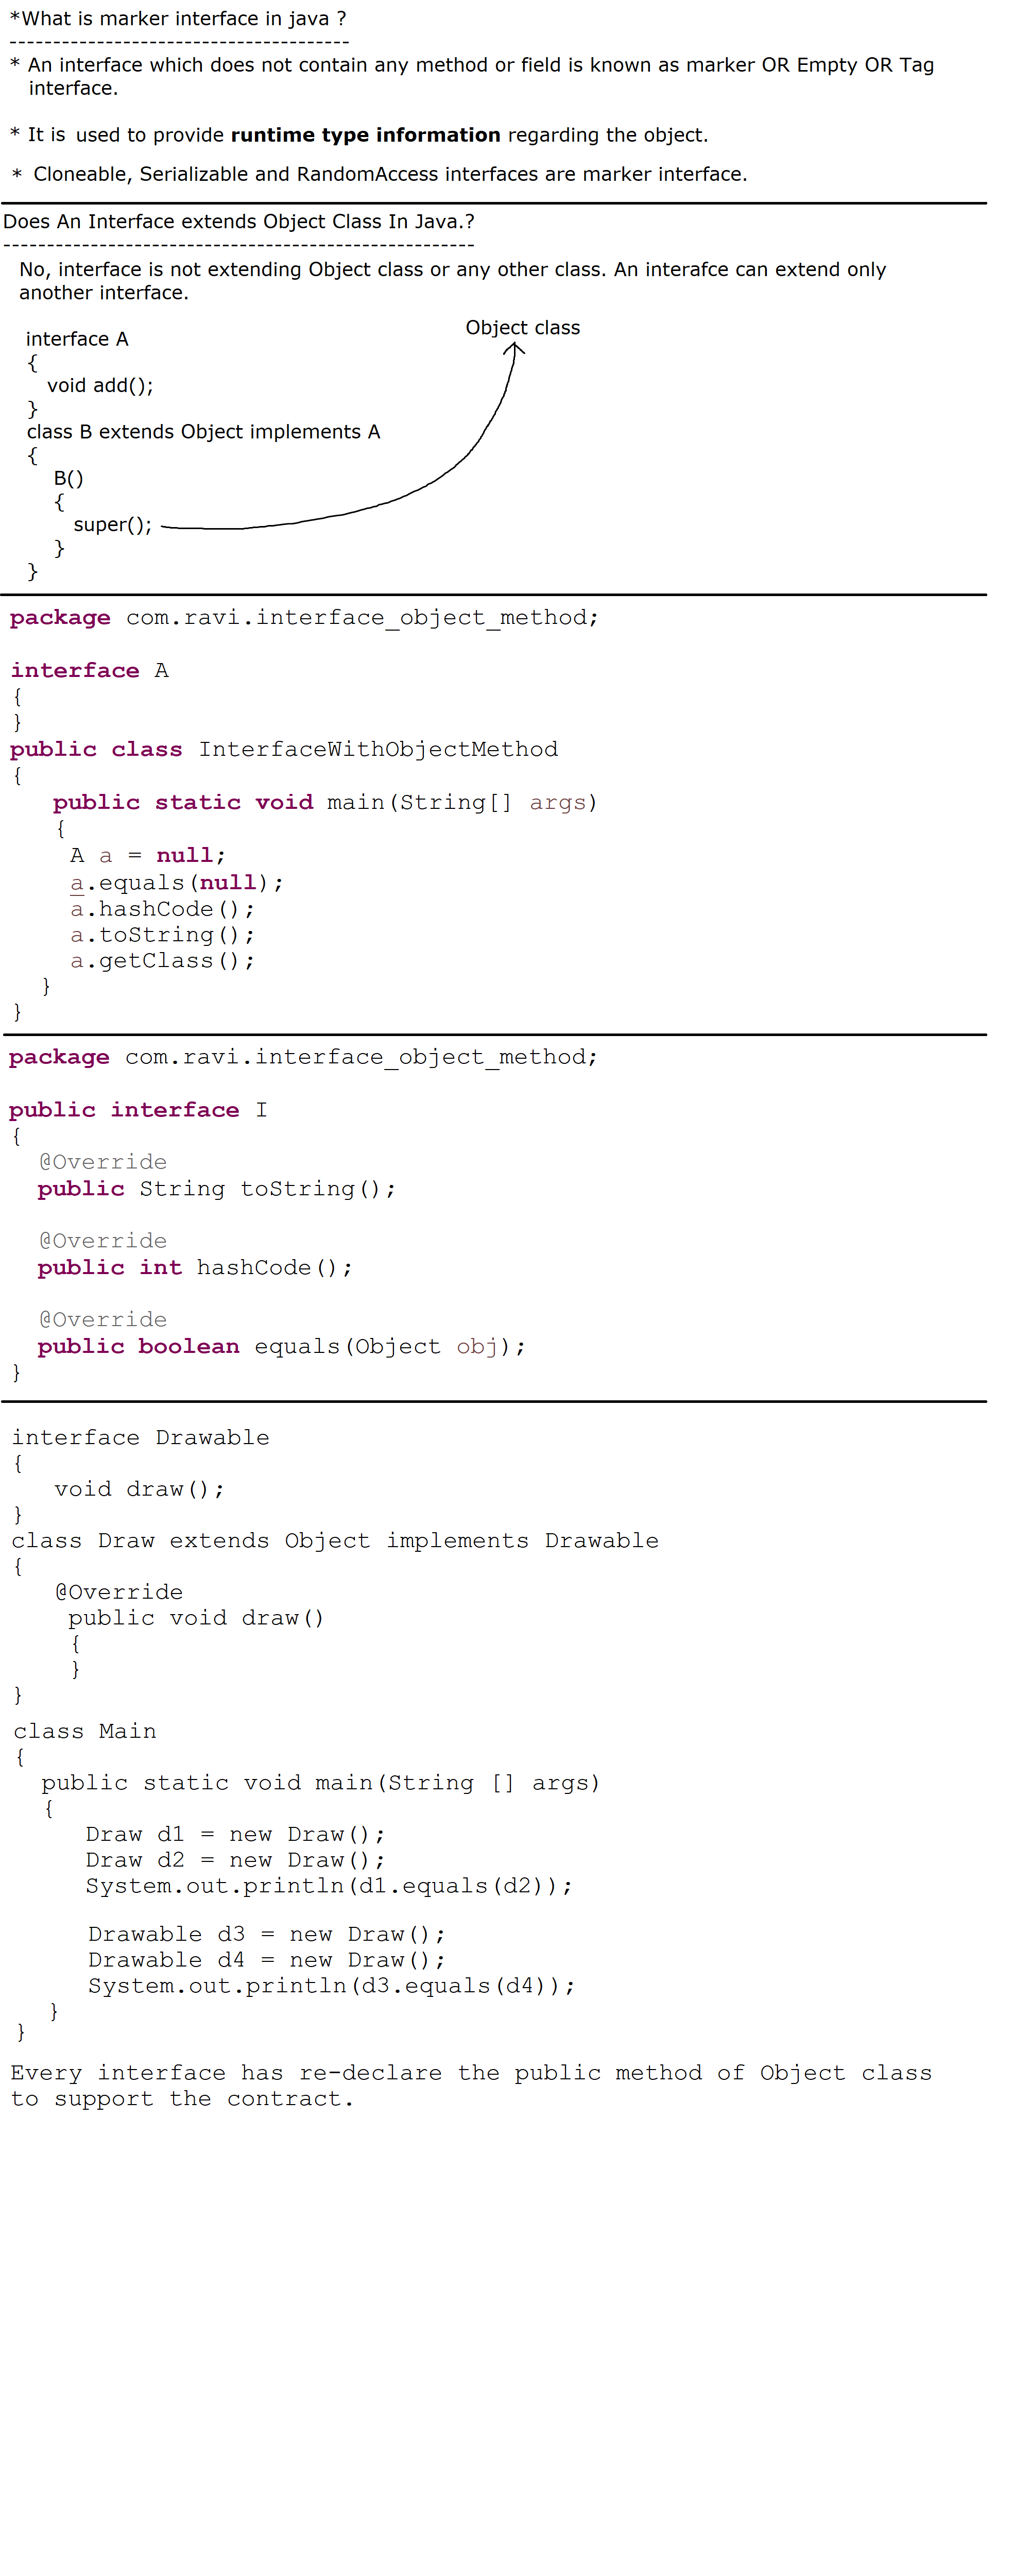 *What is marker interface in java ?
---------------------------------------
* An interface which does not contain any method or field is known as marker OR Empty OR Tag
interface.
* It is used to provide runtime type information regarding the object.
* Cloneable, Serializable and RandomAccess interfaces are marker interface.
Does An Interface extends Object Class In Java.?
------------------------------------------------------
No, interface is not extending Object class or any other class. An interafce can extend only
another interface.
Object class
interface A
{
void add();
}
class B extends Object implements A
{
B()
{
super();
}
}
package com.ravi.interface_object_method;
interface A
{
}
public class InterfaceWithObjectMethod
{
public static void main(String[] args)
{
A a = null;
a.equals(null);
a.hashCode();
a.toString();
a.getClass();
}
}
package com.ravi.interface_object_method;
public interface I
{
@Override
public String toString();
@Override
public int hashCode();
@Override
public boolean equals(Object obj);
}
interface Drawable
{
void draw();
}
class Draw extends Object implements Drawable
{
@Override
public void draw()
{
}
}
class Main
{
public static void main(String [] args)
{
Draw d1 = new Draw();
Draw d2 = new Draw();
System.out.println(d1.equals(d2));
Drawable d3 = new Draw();
Drawable d4 = new Draw();
System.out.println(d3.equals(d4));
}
}
Every interface has re-declare the public method of Object class
to support the contract.